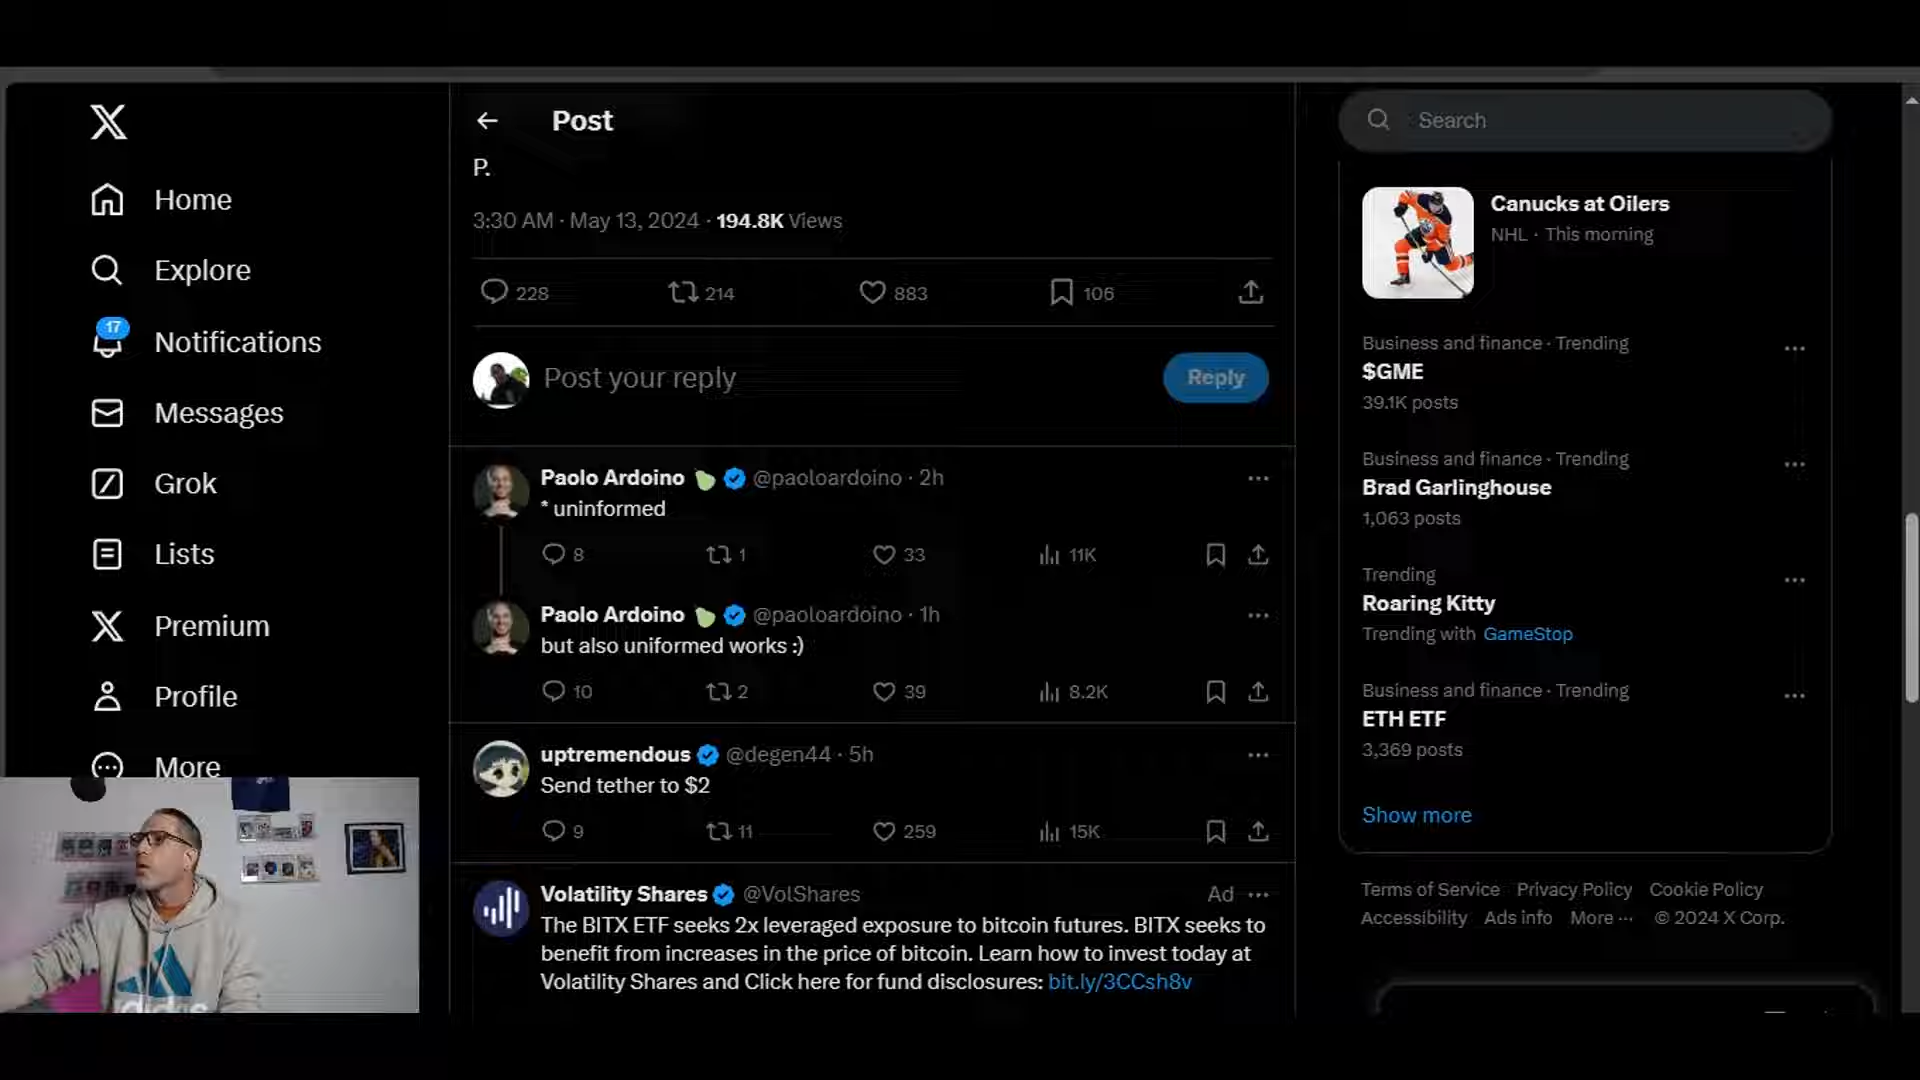 Home
Explore
17
Notifications
Messages
Grok
Lists
Premium
Profile
More
Post
P.
3:30 AM · May 13, 2024 · 194.8K Views
228 214 883 106
Post your reply
Reply
Paolo Ardoino @paoloardoino · 2h
* uninformed
8 1 33 11K
Paolo Ardoino @paoloardoino · 1h
but also uniformed works :)
10 2 39 8.2K
uptremendous @degen44 · 5h
Send tether to $2
9 11 259 15K
Volatility Shares @VolShares Ad
The BITX ETF seeks 2x leveraged exposure to bitcoin futures. BITX seeks to
benefit from increases in the price of bitcoin. Learn how to invest today at
Volatility Shares and Click here for fund disclosures: bit.ly/3CCsh8v
Search
Canucks at Oilers
NHL · This morning
Business and finance · Trending
$GME
39.1K posts
Business and finance · Trending
Brad Garlinghouse
1,063 posts
Trending
Roaring Kitty
Trending with GameStop
Business and finance · Trending
ETH ETF
3,369 posts
Show more
Terms of Service Privacy Policy Cookie Policy
Accessibility Ads info More ··· © 2024 X Corp.
adidas